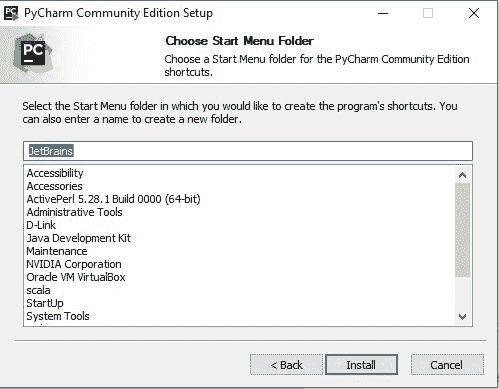 PyCharm Community Edition Setup
PC
Choose Start Menu Folder
Choose a Start Menu folder for the PyCharm Community Edition
shortcuts.
Select the Start Menu folder in which you would like to create the program's shortcuts. You
can also enter a name to create a new folder.
JetBrains
Accessibility
Accessories
ActivePerl 5.28.1 Build 0000 (64-bit)
Administrative Tools
D-Link
Java Development Kit
Maintenance
NVIDIA Corporation
Oracle VM VirtualBox
scala
StartUp
System Tools
< Back
Install
Cancel